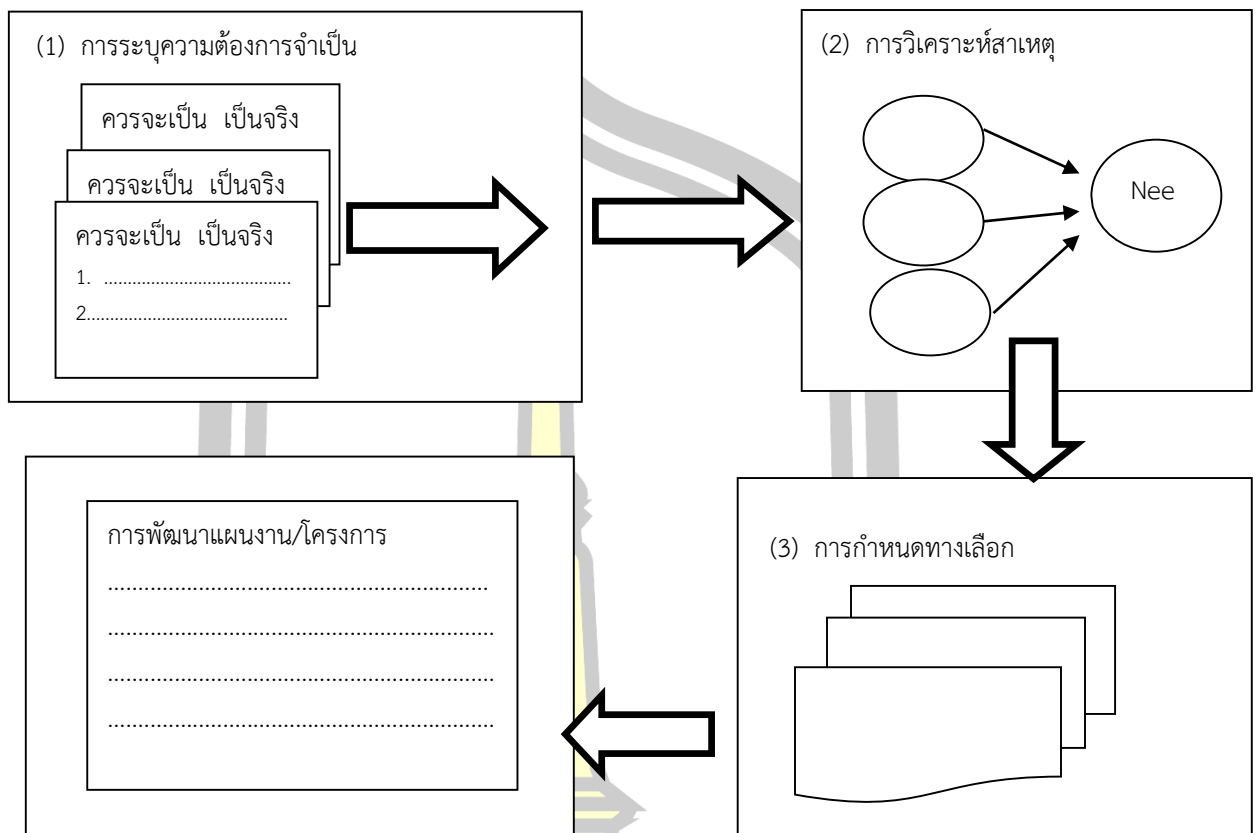 (1) การระบุความต้องการจำเป็น
ควรจะเป็น เป็นจริง
ควรจะเป็น เป็นจริง
ควรจะเป็น เป็นจริง
1. ........................................
2...........................................
(2) การวิเคราะห์สาเหตุ
Nee
(3) การกำหนดทางเลือก
การพัฒนาแผนงาน/โครงการ
................................................................
.................................................................
.................................................................
.................................................................